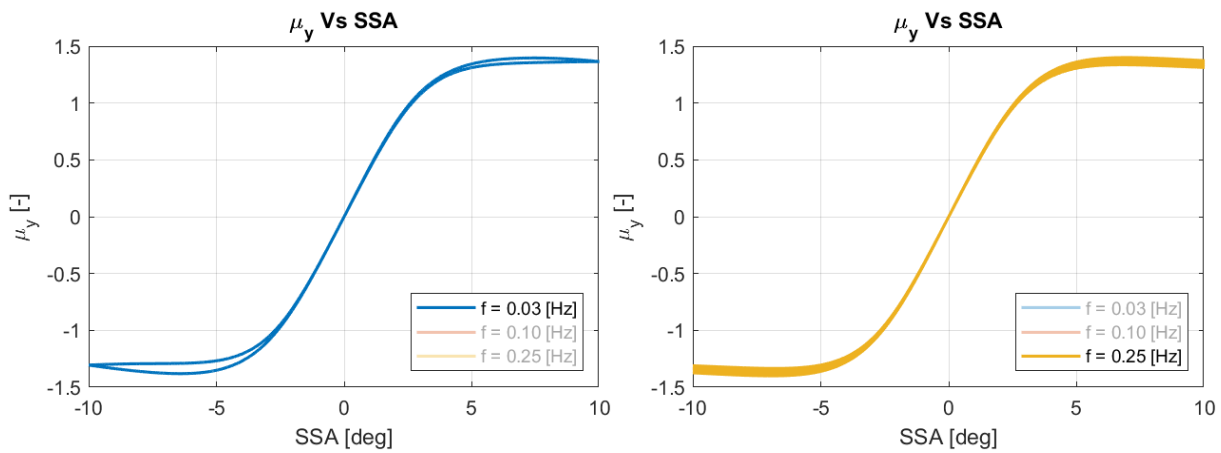 μy Vs SSA
1.5
1
0.5
0
-0.5
-1
-1.5
μy [-]
-10
-5
0
5
10
SSA [deg]
f = 0.03 [Hz]
f = 0.10 [Hz]
f = 0.25 [Hz]
μy Vs SSA
1.5
1
0.5
0
-0.5
-1
-1.5
μy [-]
-10
-5
0
5
10
SSA [deg]
f = 0.03 [Hz]
f = 0.10 [Hz]
f = 0.25 [Hz]